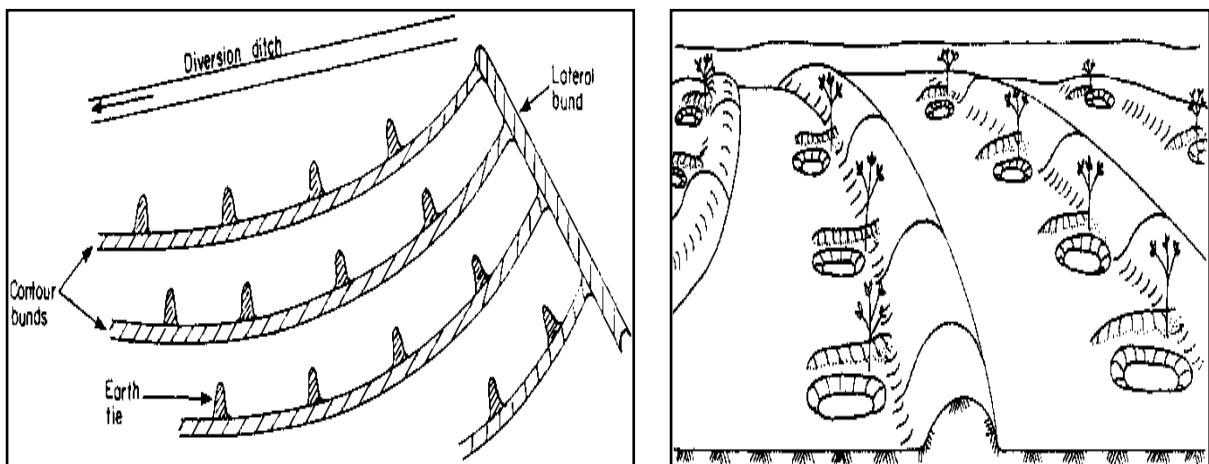 Diversion ditch
Lateral
bund
Contour
bunds
Earth
tie